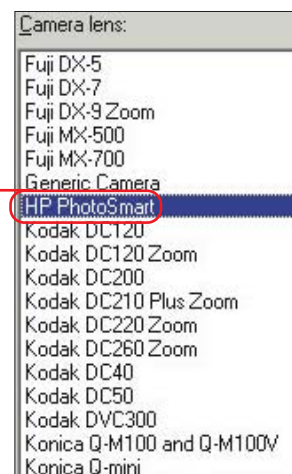 Camera lens:
Fuji DX-5
Fuji DX-7
Fuji DX-9 Zoom
Fuji MX-500
Fuji MX-700
Generic Camera
HP PhotoSmart
Kodak DC120
Kodak DC120 Zoom
Kodak DC200
Kodak DC210 Plus Zoom
Kodak DC220 Zoom
Kodak DC260 Zoom
Kodak DC40
Kodak DC50
Kodak DVC300
Konica Q-M100 and Q-M100V
Konica Q-mini